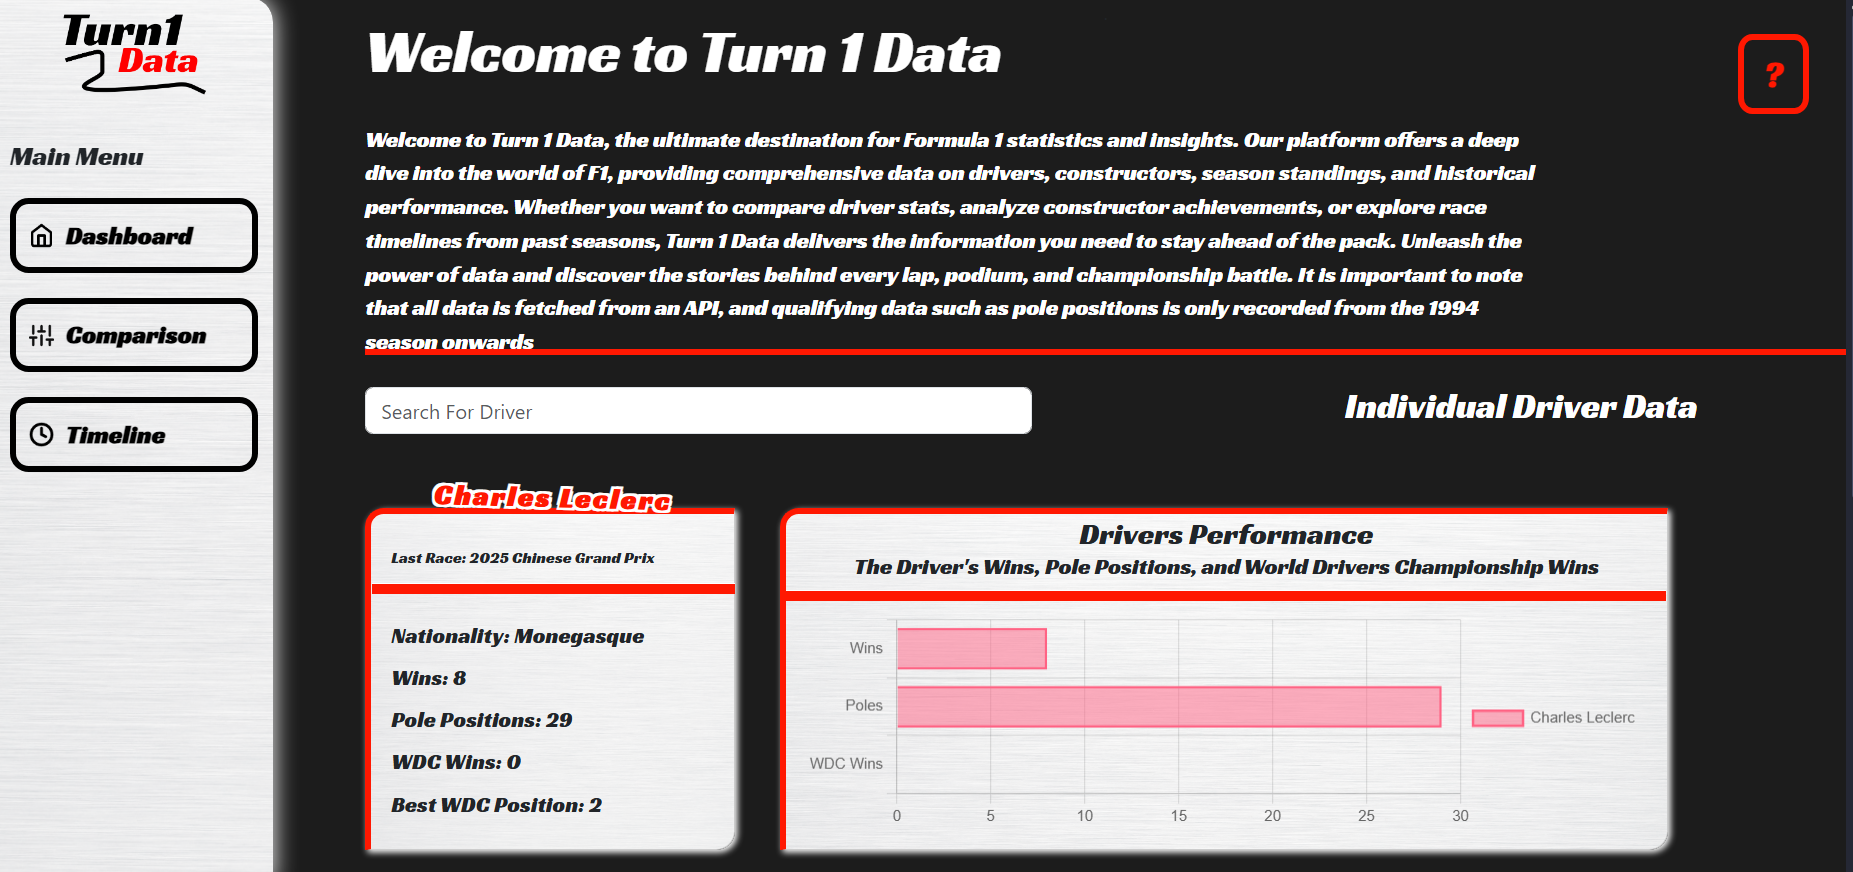 Turn1
Data
Main Menu
Dashboard
Comparison
Timeline
Welcome to Turn 1 Data
?
Welcome to Turn 1 Data, the ultimate destination for Formula 1 statistics and insights. Our platform offers a deep
dive into the world of F1, providing comprehensive data on drivers, constructors, season standings, and historical
performance. Whether you want to compare driver stats, analyze constructor achievements, or explore race
timelines from past seasons, Turn 1 Data delivers the information you need to stay ahead of the pack. Unleash the
power of data and discover the stories behind every lap, podium, and championship battle. It is important to note
that all data is fetched from an API, and qualifying data such as pole positions is only recorded from the 1994
season onwards
Search For Driver
Individual Driver Data
Charles Leclerc
Last Race: 2025 Chinese Grand Prix
Nationality: Monegasque
Wins: 8
Pole Positions: 29
WDC Wins: 0
Best WDC Position: 2
Drivers Performance
The Driver's Wins, Pole Positions, and World Drivers Championship Wins
Wins
Poles
WDC Wins
0 5 10 15 20 25 30
Charles Leclerc